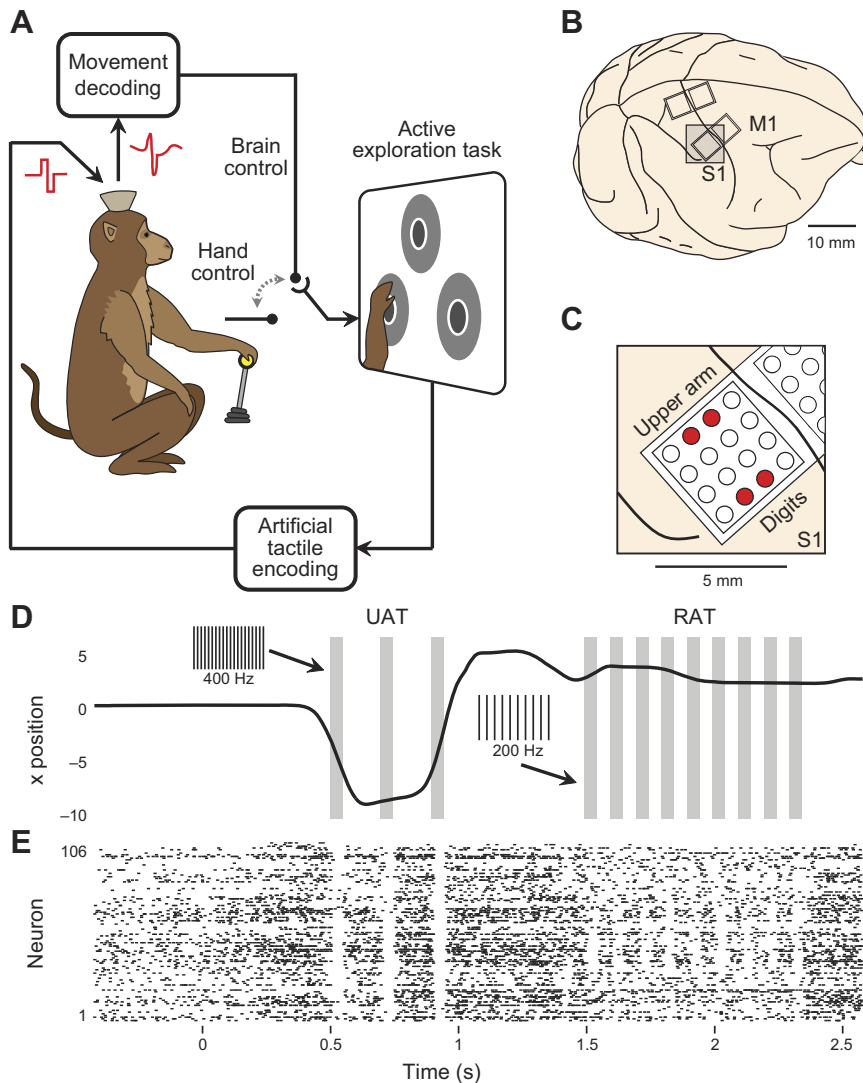 A
Movement
decoding
Brain
control
Active
exploration task
Hand
control
Artificial
tactile
encoding
B
M1
S1
10 mm
C
Upper arm
Digits
S1
5 mm
D
UAT
RAT
400 Hz
200 Hz
x position
5
0
–5
–10
E
Neuron
106
1
0
0.5
1
1.5
2
2.5
Time (s)